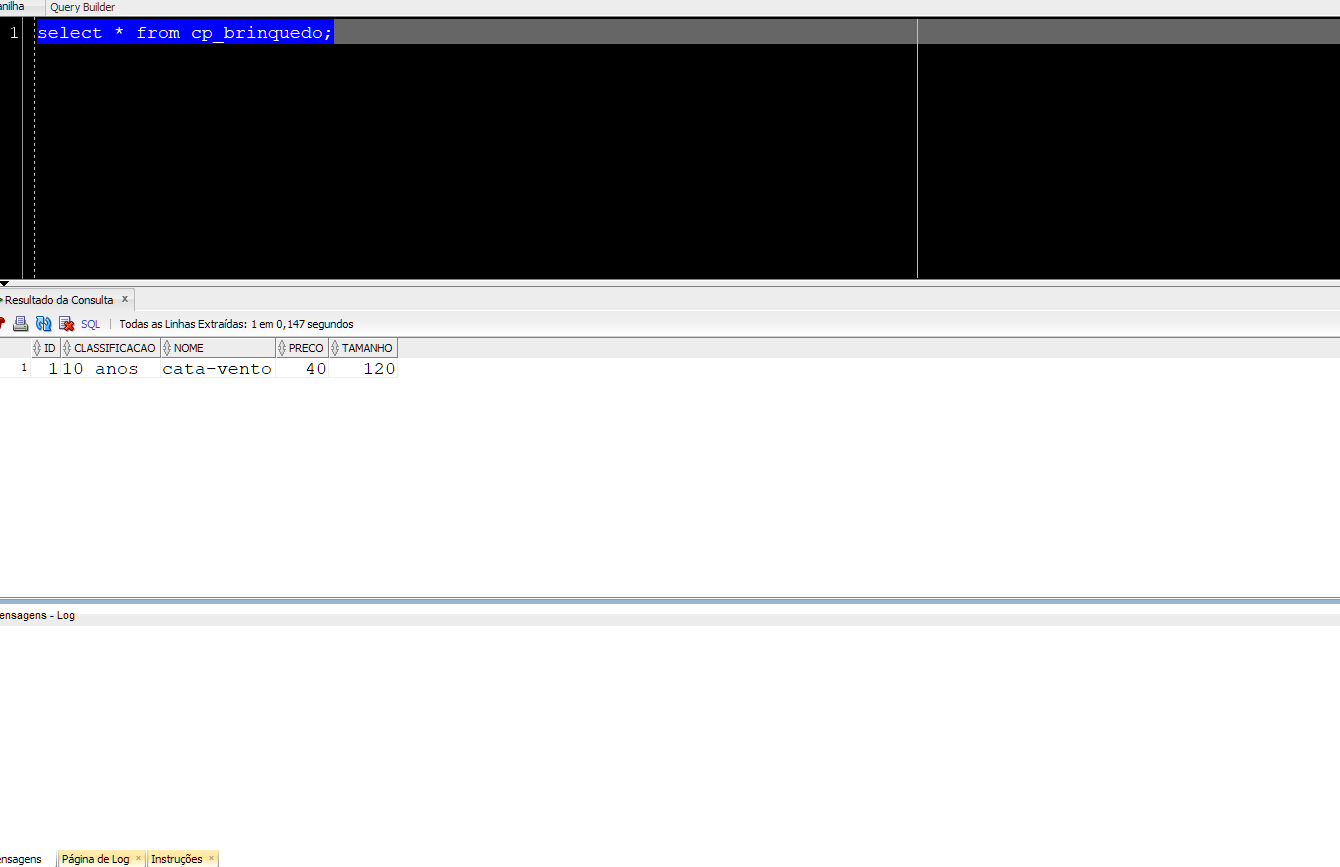 anilha Query Builder
1 select * from cp_brinquedo;
Resultado da Consulta x
SQL | Todas as Linhas Extraídas: 1 em 0,147 segundos
ID CLASSIFICACAO NOME PRECO TAMANHO
1 1 10 anos cata-vento 40 120
ensagens - Log
ensagens Página de Log × Instruções ×